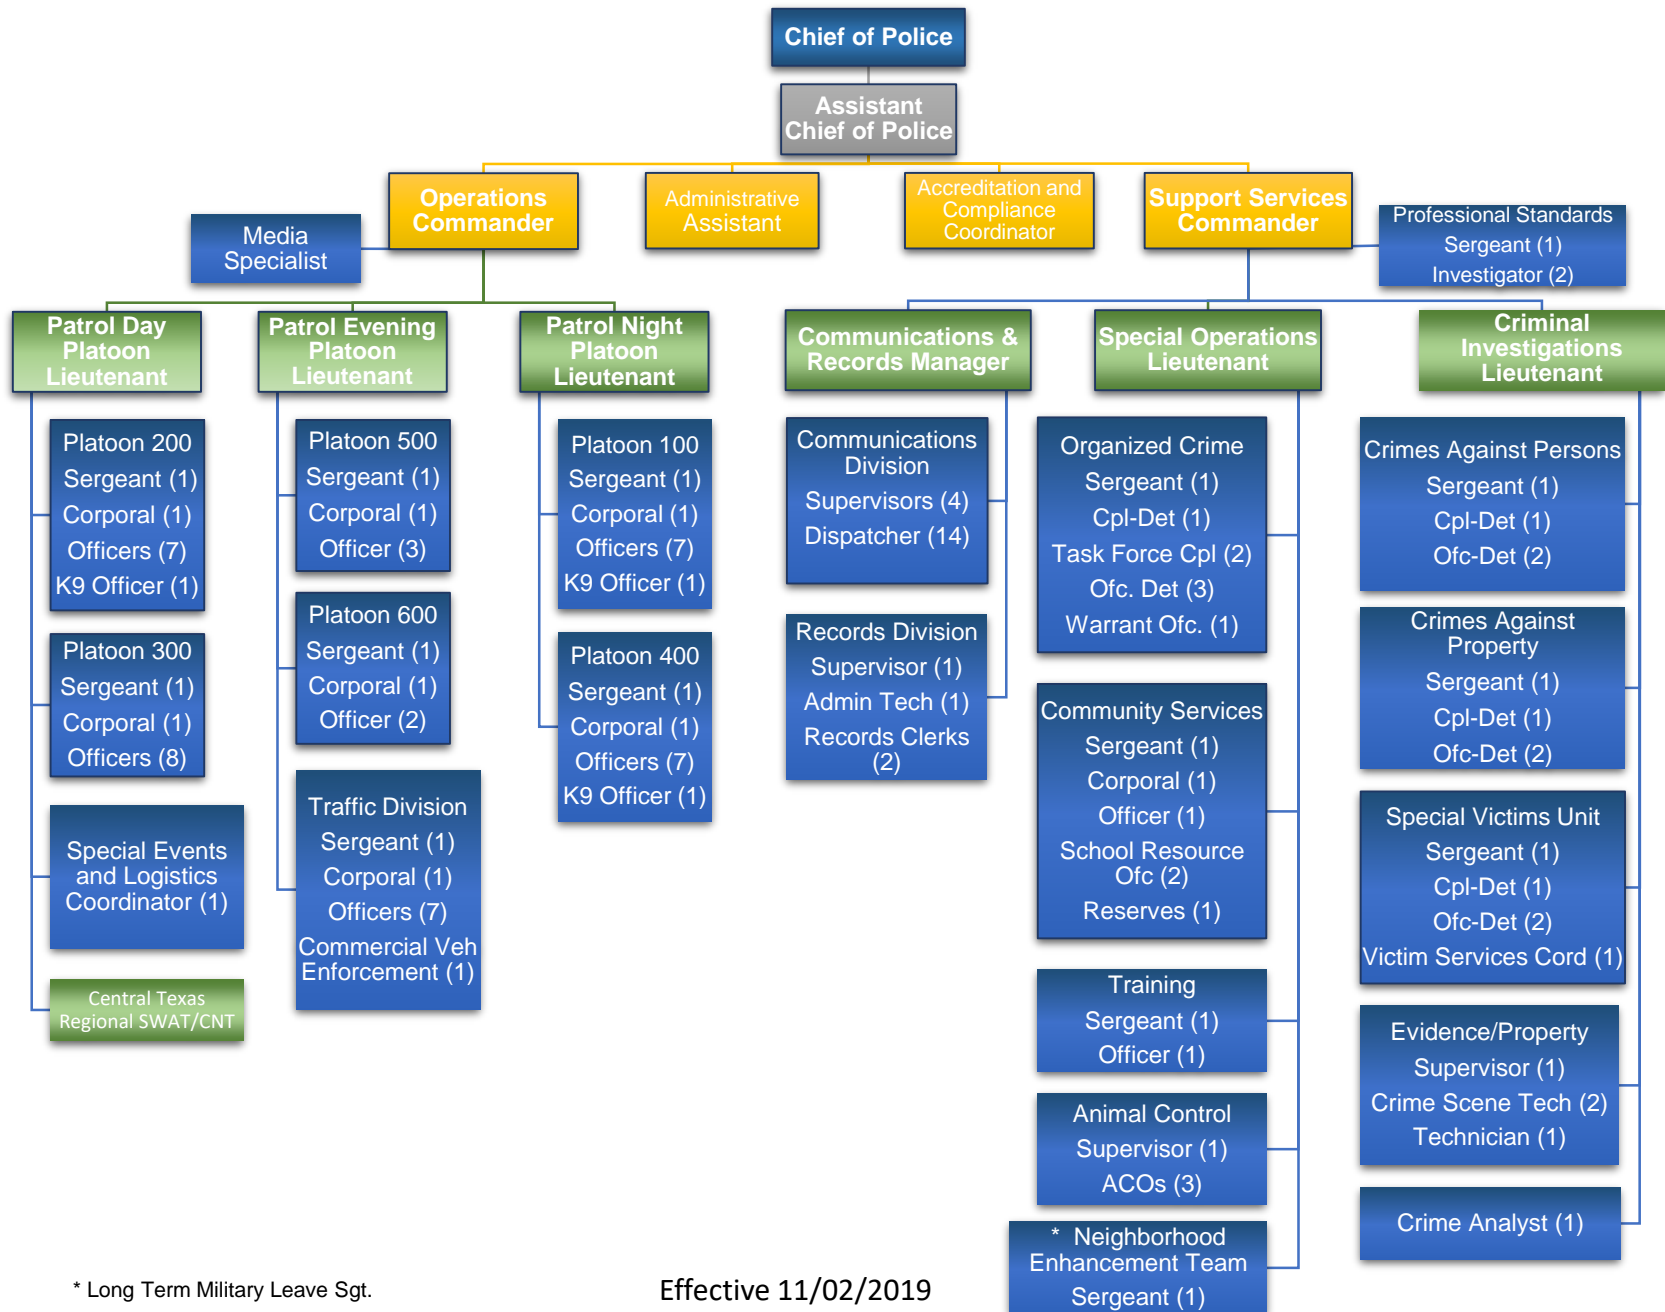 Chief of Police
Assistant
Chief of Police
Operations
Commander
Administrative
Assistant
Accreditation and
Compliance
Coordinator
Support Services
Commander
Media
Specialist
Professional Standards
Sergeant (1)
Investigator (2)
Patrol Day
Platoon
Lieutenant
Patrol Evening
Platoon
Lieutenant
Patrol Night
Platoon
Lieutenant
Communications &
Records Manager
Special Operations
Lieutenant
Criminal
Investigations
Lieutenant
Platoon 200
Sergeant (1)
Corporal (1)
Officers (7)
K9 Officer (1)
Platoon 300
Sergeant (1)
Corporal (1)
Officers (8)
Special Events
and Logistics
Coordinator (1)
Central Texas
Regional SWAT/CNT
Platoon 500
Sergeant (1)
Corporal (1)
Officer (3)
Platoon 600
Sergeant (1)
Corporal (1)
Officer (2)
Traffic Division
Sergeant (1)
Corporal (1)
Officers (7)
Commercial Veh
Enforcement (1)
Platoon 100
Sergeant (1)
Corporal (1)
Officers (7)
K9 Officer (1)
Platoon 400
Sergeant (1)
Corporal (1)
Officers (7)
K9 Officer (1)
Communications
Division
Supervisors (4)
Dispatcher (14)
Records Division
Supervisor (1)
Admin Tech (1)
Records Clerks
(2)
Organized Crime
Sergeant (1)
Cpl-Det (1)
Task Force Cpl (2)
Ofc. Det (3)
Warrant Ofc. (1)
Community Services
Sergeant (1)
Corporal (1)
Officer (1)
School Resource
Ofc (2)
Reserves (1)
Training
Sergeant (1)
Officer (1)
Animal Control
Supervisor (1)
ACOs (3)
* Neighborhood
Enhancement Team
Sergeant (1)
Crimes Against Persons
Sergeant (1)
Cpl-Det (1)
Ofc-Det (2)
Crimes Against
Property
Sergeant (1)
Cpl-Det (1)
Ofc-Det (2)
Special Victims Unit
Sergeant (1)
Cpl-Det (1)
Ofc-Det (2)
Victim Services Cord (1)
Evidence/Property
Supervisor (1)
Crime Scene Tech (2)
Technician (1)
Crime Analyst (1)
* Long Term Military Leave Sgt.
Effective 11/02/2019